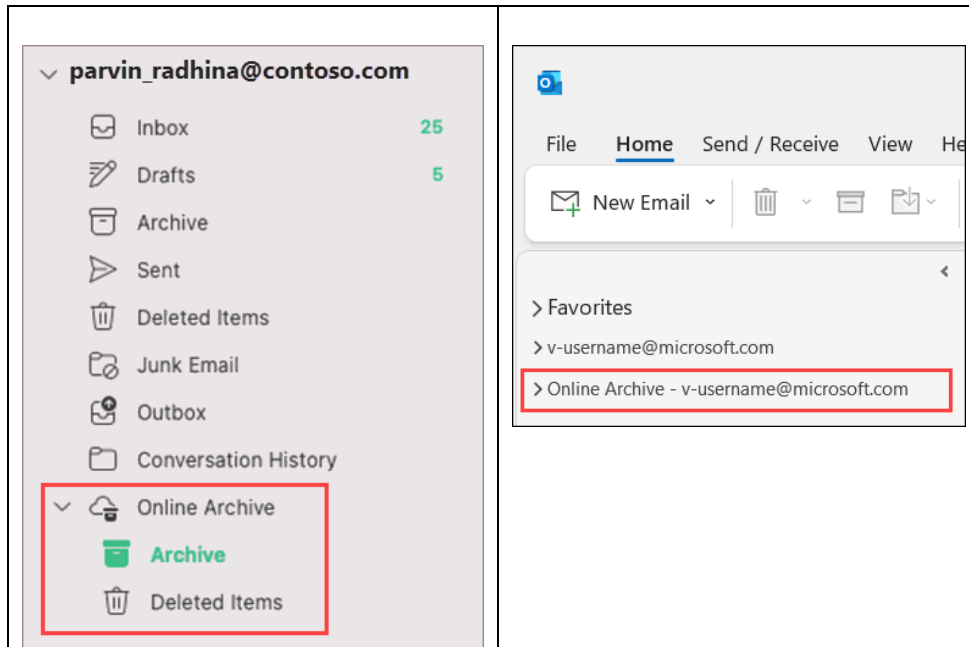 parvin_radhina@contoso.com
Inbox 25
Drafts 5
Archive
Sent
Deleted Items
Junk Email
Outbox
Conversation History
Online Archive
Archive
Deleted Items
File Home Send / Receive View He
New Email
Favorites
v-username@microsoft.com
Online Archive - v-username@microsoft.com